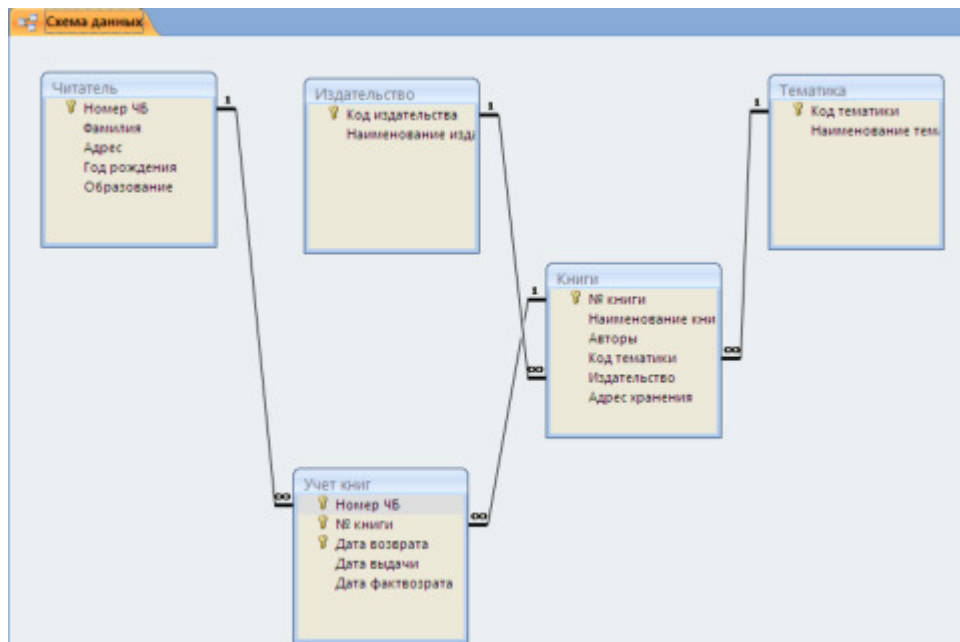 Схема данных
Читатель
Номер ЧБ
Фамилия
Адрес
Год рождения
Образование
Издательство
Код издательства
Наименование изда
Тематика
Код тематики
Наименование тема
Книги
№ книги
Наименование кни
Авторы
Код тематики
Издательство
Адрес хранения
Учет книг
Номер ЧБ
№ книги
Дата возврата
Дата выдачи
Дата фактвозрата
1
∞
1
∞
1
∞
1
∞